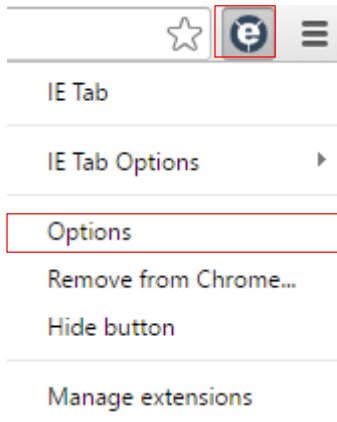 IE Tab
IE Tab Options
Options
Remove from Chrome...
Hide button
Manage extensions